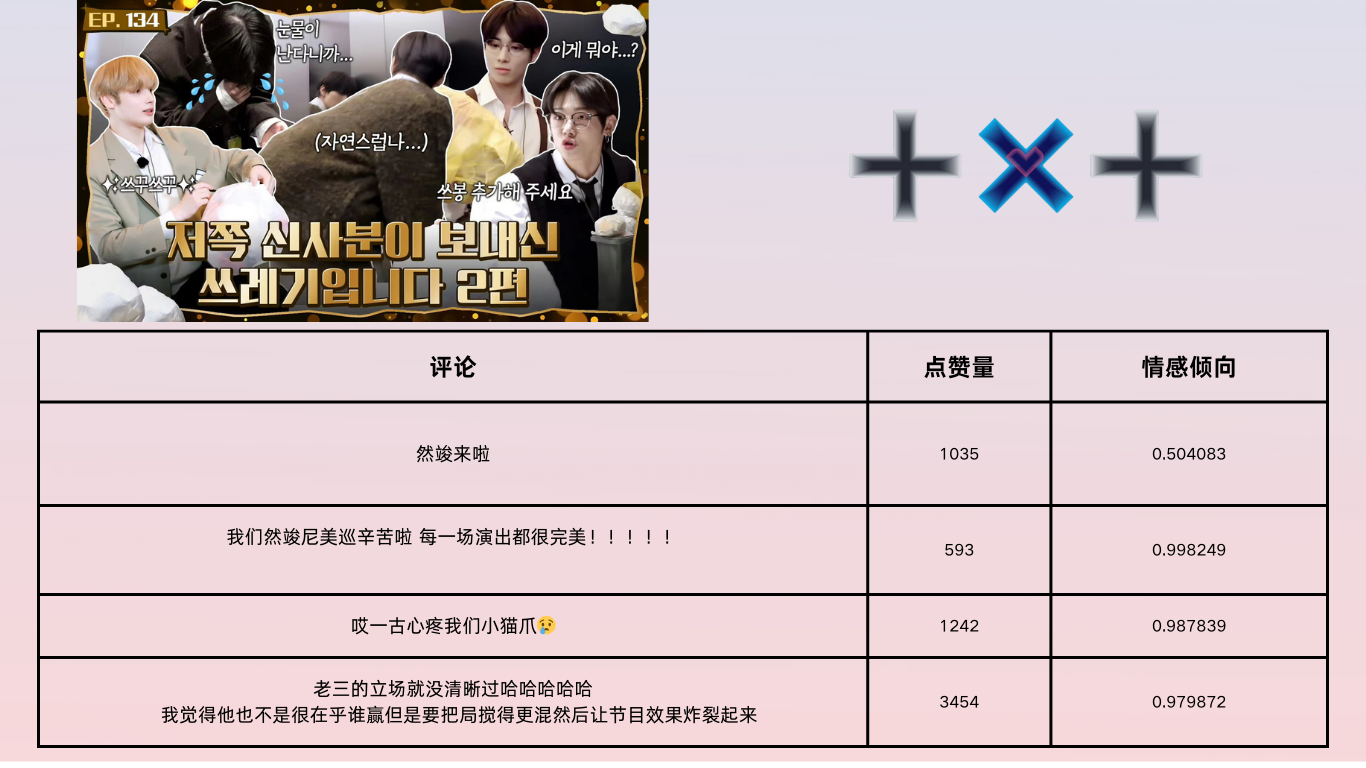 EP. 134
눈물이
난다니까...
이게 뭐야...?
(자연스럽나...)
쓰꾸쓰꾸
쓰봉 추가해 주세요
저쪽 신사분이 보내신
쓰레기입니다 2편
评论 点赞量 情感倾向
然竣来啦 1035 0.504083
我们然竣尼美巡辛苦啦 每一场演出都很完美！！！！！ 593 0.998249
哎一古心疼我们小猫爪😢 1242 0.987839
老三的立场就没清晰过哈哈哈哈哈
我觉得他也不是很在乎谁赢但是要把局搅得更混然后让节目效果炸裂起来 3454 0.979872